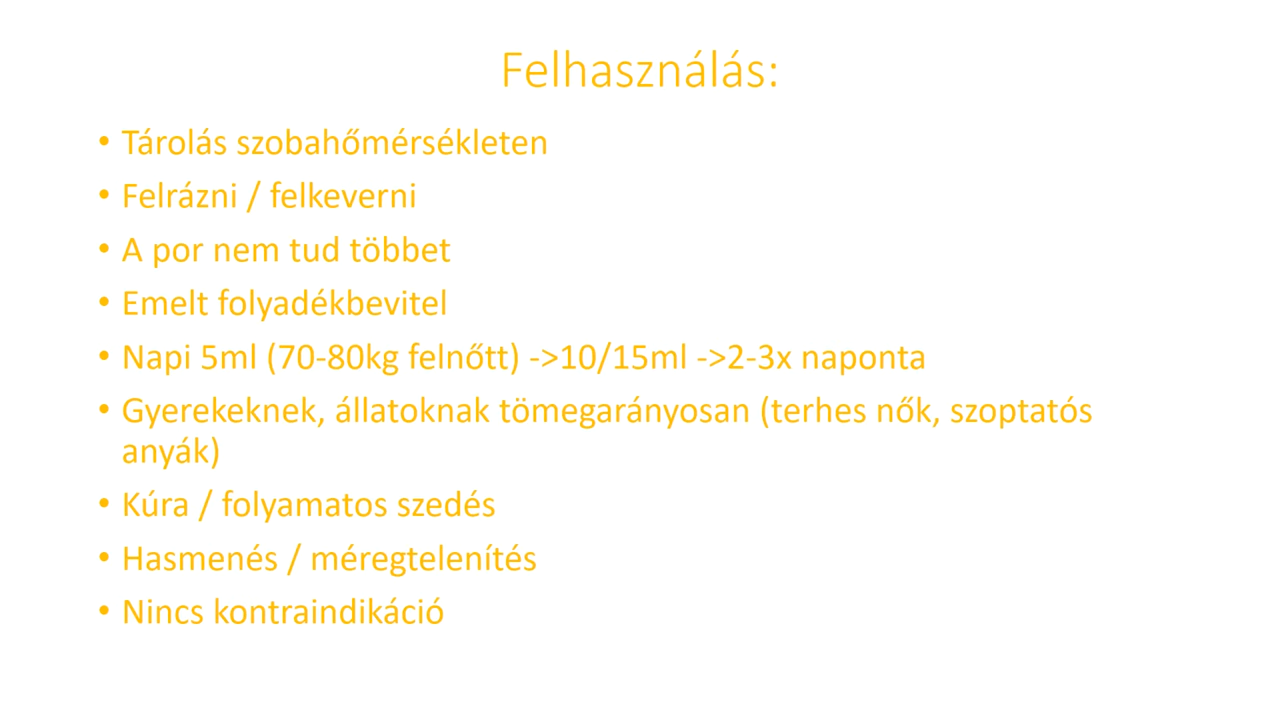 Felhasználás:
• Tárolás szobahőmérsékleten
• Felrázni / felkeverni
• A por nem tud többet
• Emelt folyadékbevitel
• Napi 5ml (70-80kg felnőtt) ->10/15ml ->2-3x naponta
• Gyerekeknek, állatoknak tömegarányosan (terhes nők, szoptatós
anyák)
• Kúra / folyamatos szedés
• Hasmenés / méregtelenítés
• Nincs kontraindikáció